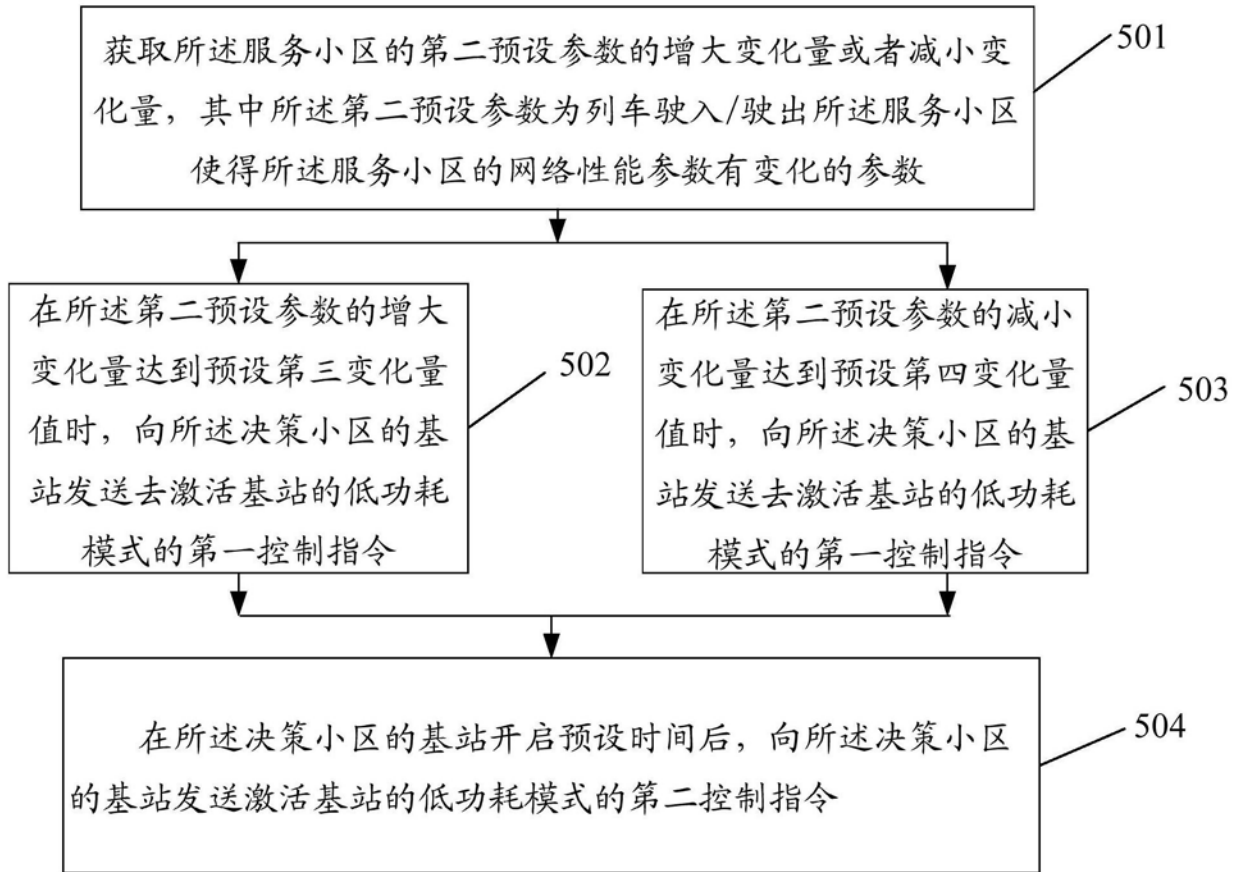 获取所述服务小区的第二预设参数的增大变化量或者减小变
化量，其中所述第二预设参数为列车驶入/驶出所述服务小区
使得所述服务小区的网络性能参数有变化的参数
501
在所述第二预设参数的增大
变化量达到预设第三变化量
值时，向所述决策小区的基
站发送去激活基站的低功耗
模式的第一控制指令
502
在所述第二预设参数的减小
变化量达到预设第四变化量
值时，向所述决策小区的基
站发送去激活基站的低功耗
模式的第一控制指令
503
在所述决策小区的基站开启预设时间后，向所述决策小区
的基站发送激活基站的低功耗模式的第二控制指令
504